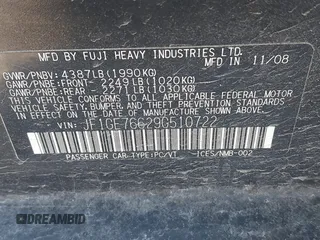 MFD. BY FUJI HEAVY INDUSTRIES LTD. IN 11/08
GVWR/PNBV: 4387LB(1990KG)
GAWR/PNBE: FRONT- 2249LB(1020KG)
GAWR/PNBE: REAR - 2271LB(1030KG)
THIS VEHICLE CONFORMS TO ALL APPLICABLE FEDERAL MOTOR
VEHICLE SAFETY, BUMPER, AND THEFT PREVENTION STANDARDS
IN EFFECT ON THE DATE OF MANUFACTURE SHOWN ABOVE.
VIN: JF1GE76629G510722
PASSENGER CAR-TYPE:PC/VT ICES/NMB-002
DREAMBID